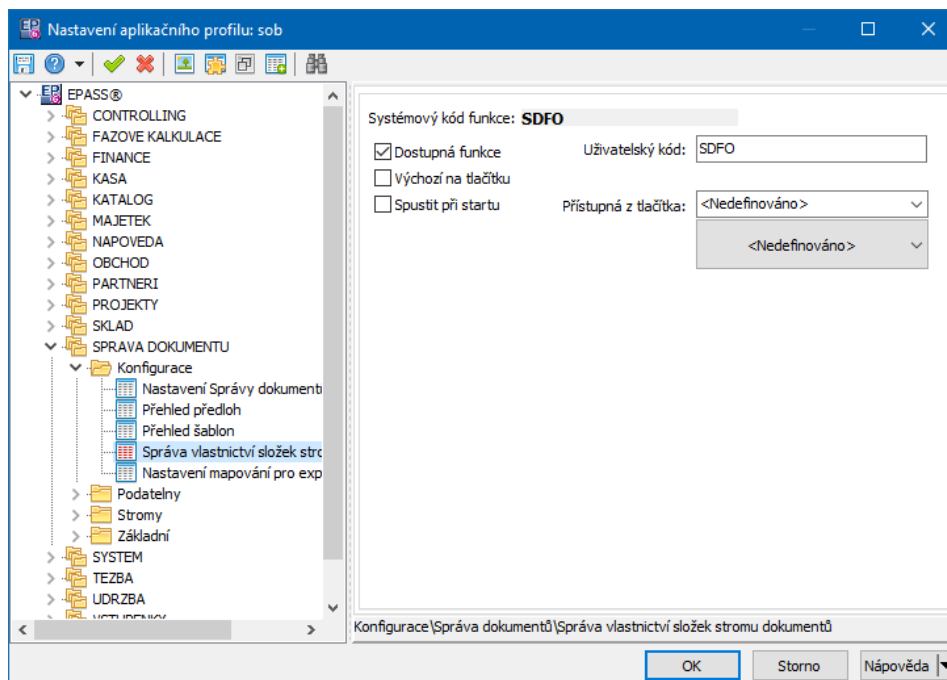 Nastavení aplikačního profilu: sob
EPASS®
CONTROLLING
FAZOVE KALKULACE
FINANCE
KASA
KATALOG
MAJETEK
NAPOVEDA
OBCHOD
PARTNERI
PROJEKTY
SKLAD
SPRAVA DOKUMENTU
Konfigurace
Nastavení Správy dokument
Přehled předloh
Přehled šablon
Správa vlastnictví složek stro
Nastavení mapování pro exp
Podatelny
Stromy
Základní
SYSTEM
TEZBA
UDRZBA
VSTUPENKY
Systémový kód funkce: SDFO
Dostupná funkce
Uživatelský kód: SDFO
Výchozí na tlačítku
Spustit při startu
Přístupná z tlačítka: <Nedefinováno>
<Nedefinováno>
Konfigurace\Správa dokumentů\Správa vlastnictví složek stromu dokumentů
OK
Storno
Nápověda